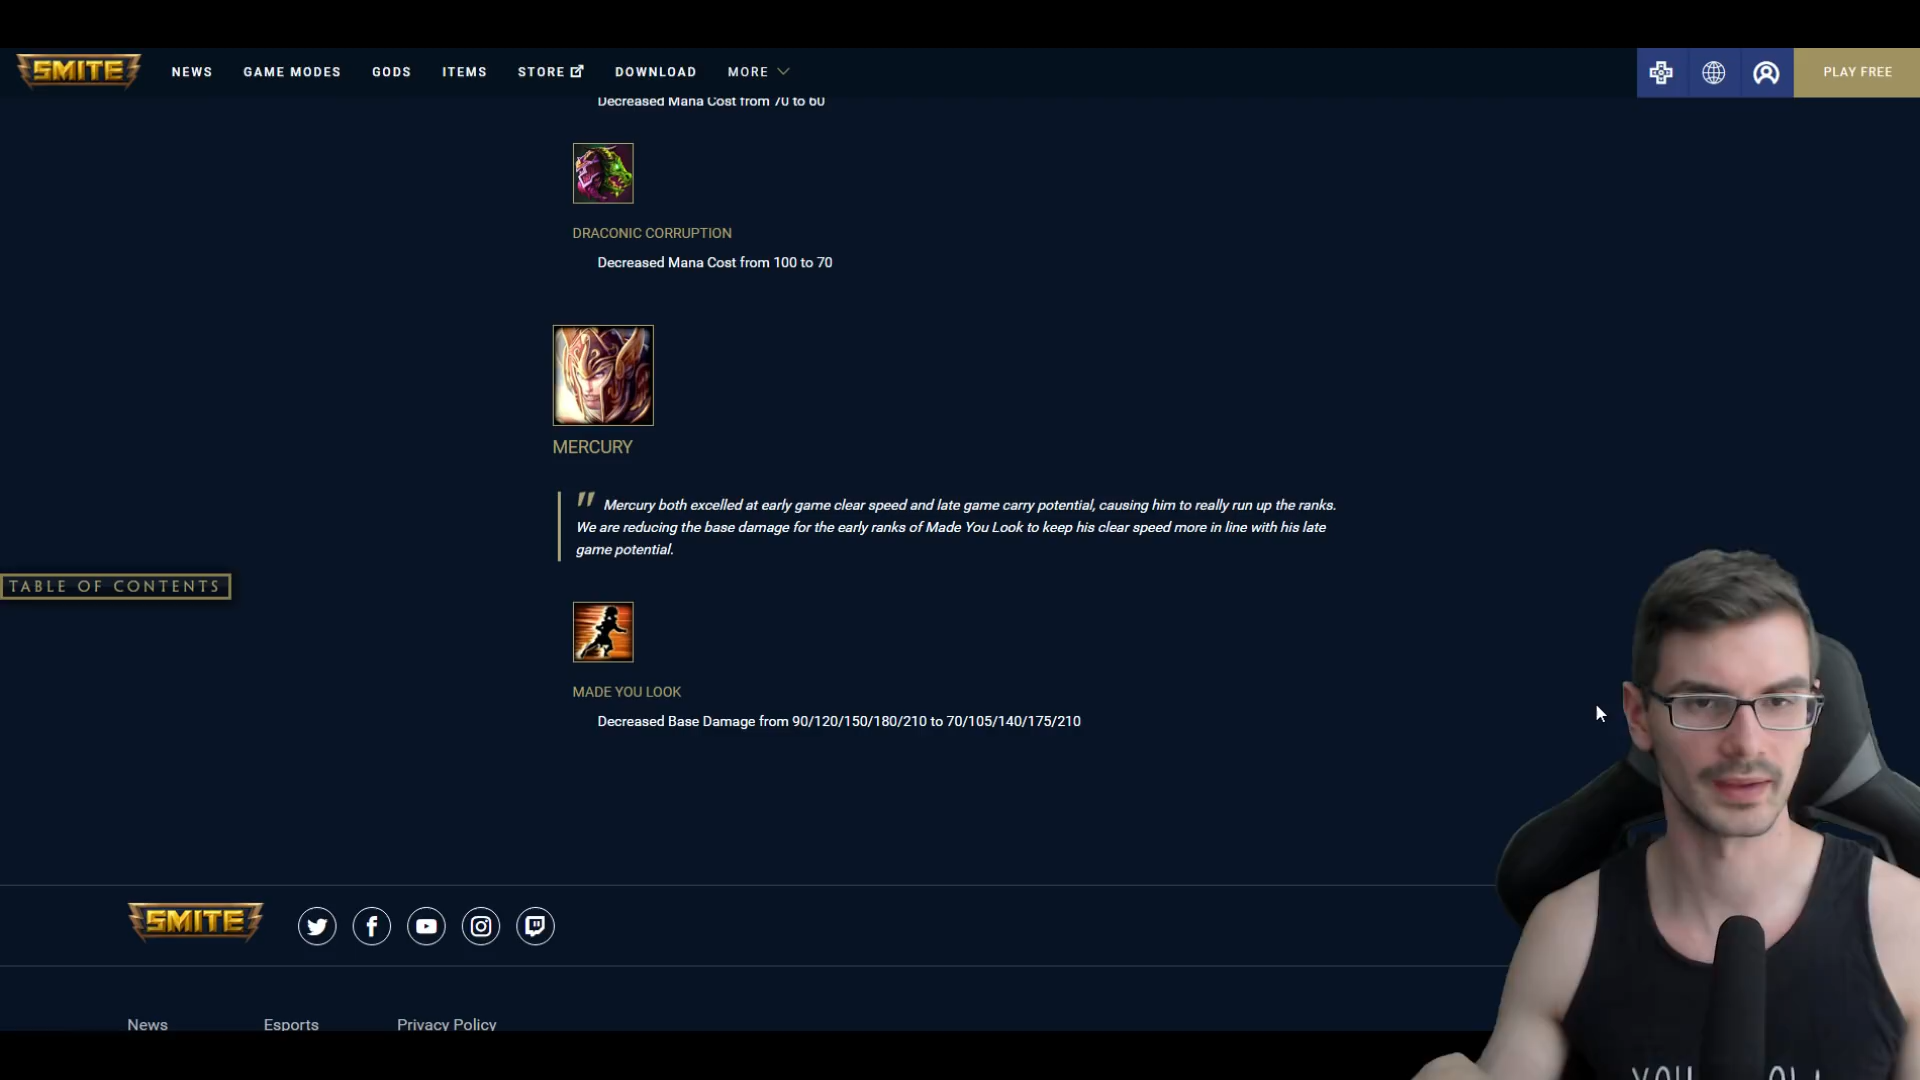 SMITE
NEWS
GAME MODES
GODS
ITEMS
STORE
DOWNLOAD
MORE
PLAY FREE
Decreased Mana Cost from 70 to 60
DRACONIC CORRUPTION
Decreased Mana Cost from 100 to 70
MERCURY
" Mercury both excelled at early game clear speed and late game carry potential, causing him to really run up the ranks.
We are reducing the base damage for the early ranks of Made You Look to keep his clear speed more in line with his late
game potential.
TABLE OF CONTENTS
MADE YOU LOOK
Decreased Base Damage from 90/120/150/180/210 to 70/105/140/175/210
SMITE
News
Esports
Privacy Policy